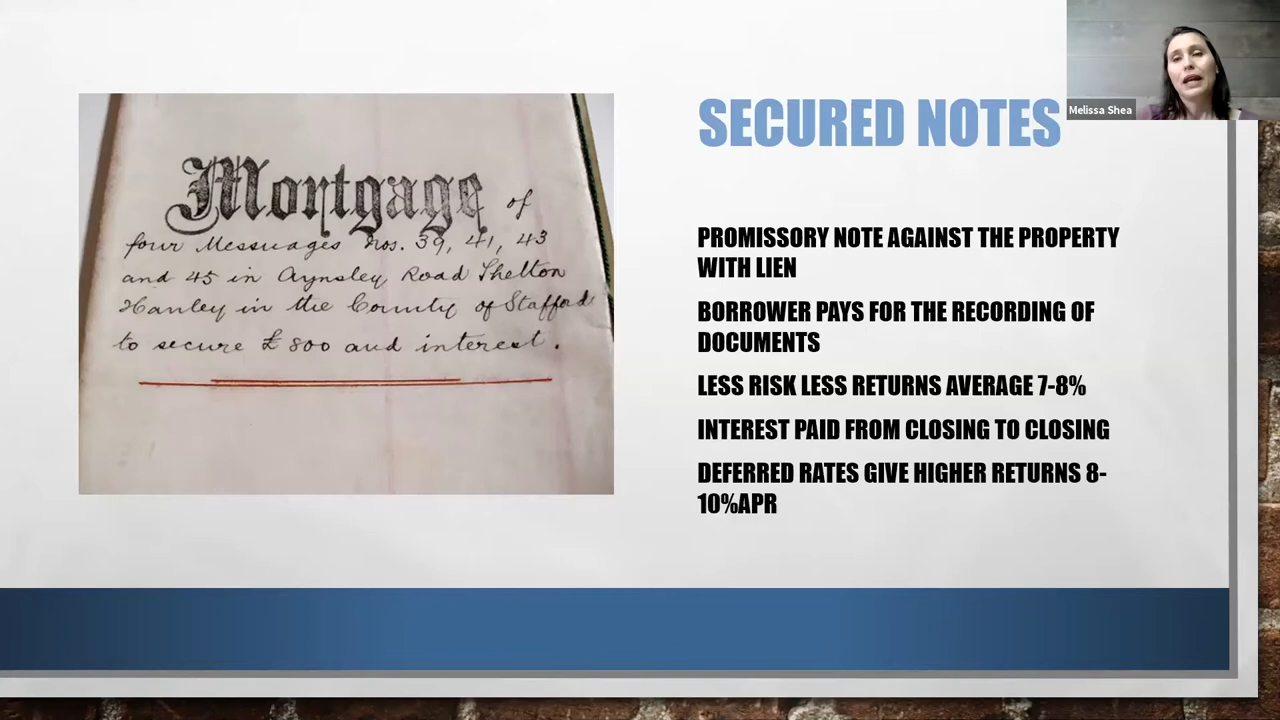 SECURED NOTES
Melissa Shea
Mortgage of
four Messuages Nos. 39, 41, 43
and 45 in Aynsley Road Shelton
Hanley in the County of Stafford
to secure £800 and interest.
PROMISSORY NOTE AGAINST THE PROPERTY
WITH LIEN
BORROWER PAYS FOR THE RECORDING OF
DOCUMENTS
LESS RISK LESS RETURNS AVERAGE 7-8%
INTEREST PAID FROM CLOSING TO CLOSING
DEFERRED RATES GIVE HIGHER RETURNS 8-
10%APR